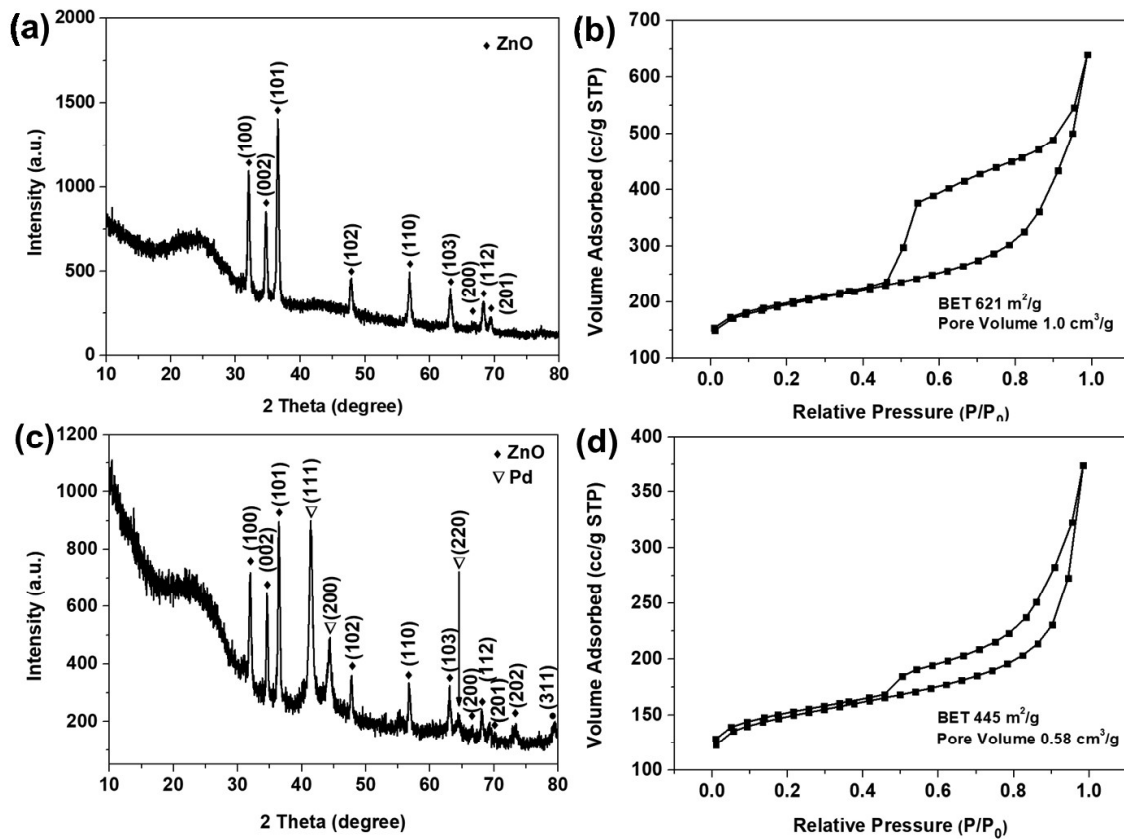 (a)
2000
1500
1000
500
0
Intensity (a.u.)
♦ ZnO
(100)
(002)
(101)
(102)
(110)
(103)
(200)
(112)
(201)
10 20 30 40 50 60 70 80
2 Theta (degree)
(b)
700
600
500
400
300
200
100
Volume Adsorbed (cc/g STP)
BET 621 m²/g
Pore Volume 1.0 cm³/g
0.0 0.2 0.4 0.6 0.8 1.0
Relative Pressure (P/P₀)
(c)
1200
1000
800
600
400
200
Intensity (a.u.)
♦ ZnO
▽ Pd
(100)
(002)
(101)
(111)
(200)
(102)
(110)
(103)
(220)
(200)
(112)
(201)
(202)
(311)
10 20 30 40 50 60 70 80
2 Theta (degree)
(d)
400
350
300
250
200
150
100
Volume Adsorbed (cc/g STP)
BET 445 m²/g
Pore Volume 0.58 cm³/g
0.0 0.2 0.4 0.6 0.8 1.0
Relative Pressure (P/P₀)